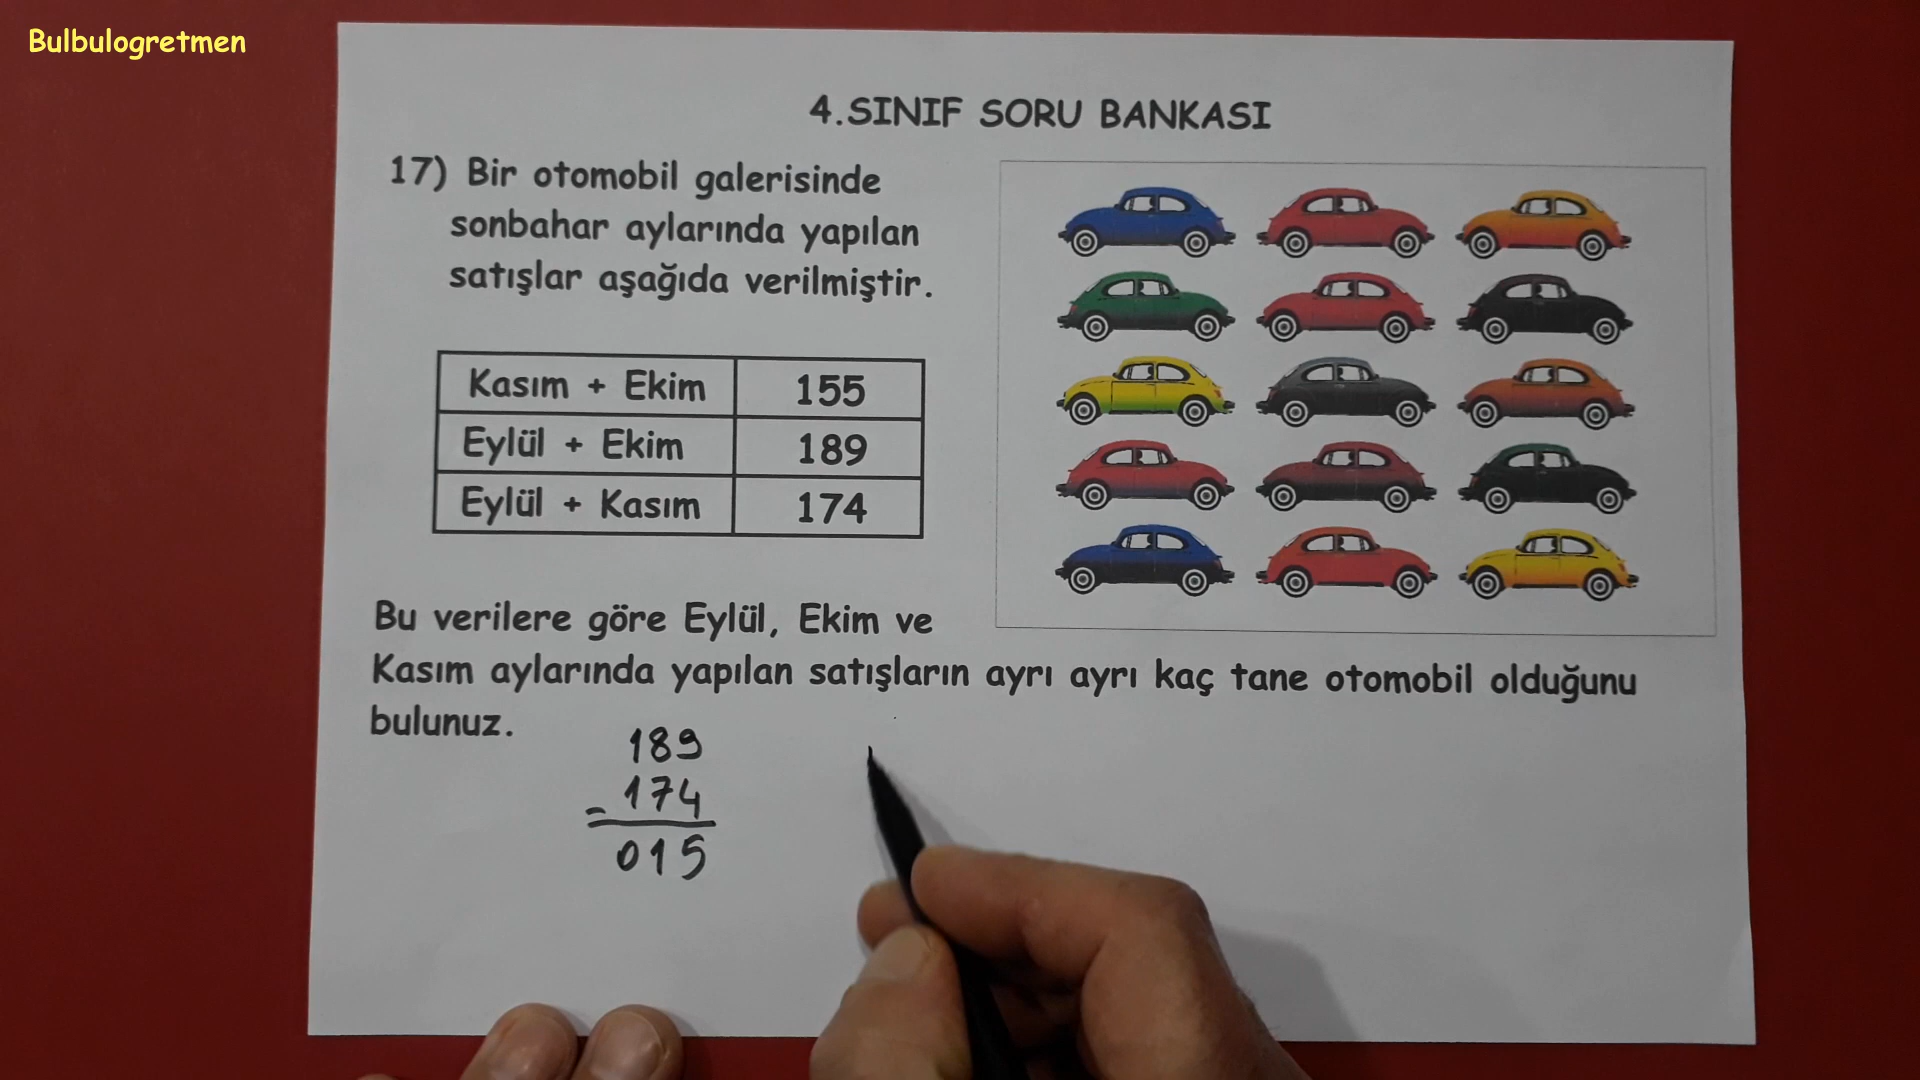 Bulbulogretmen
4.SINIF SORU BANKASI
17) Bir otomobil galerisinde
sonbahar aylarında yapılan
satışlar aşağıda verilmiştir.
Kasım + Ekim 155
Eylül + Ekim 189
Eylül + Kasım 174
Bu verilere göre Eylül, Ekim ve
Kasım aylarında yapılan satışların ayrı ayrı kaç tane otomobil olduğunu
bulunuz.
189
- 174
015